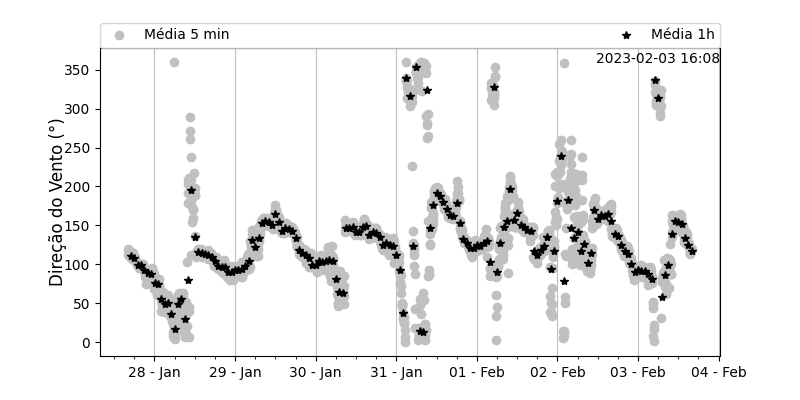 Média 5 min
Média 1h
2023-02-03 16:08
Direção do Vento (°)
350
300
250
200
150
100
50
0
28 - Jan
29 - Jan
30 - Jan
31 - Jan
01 - Feb
02 - Feb
03 - Feb
04 - Feb